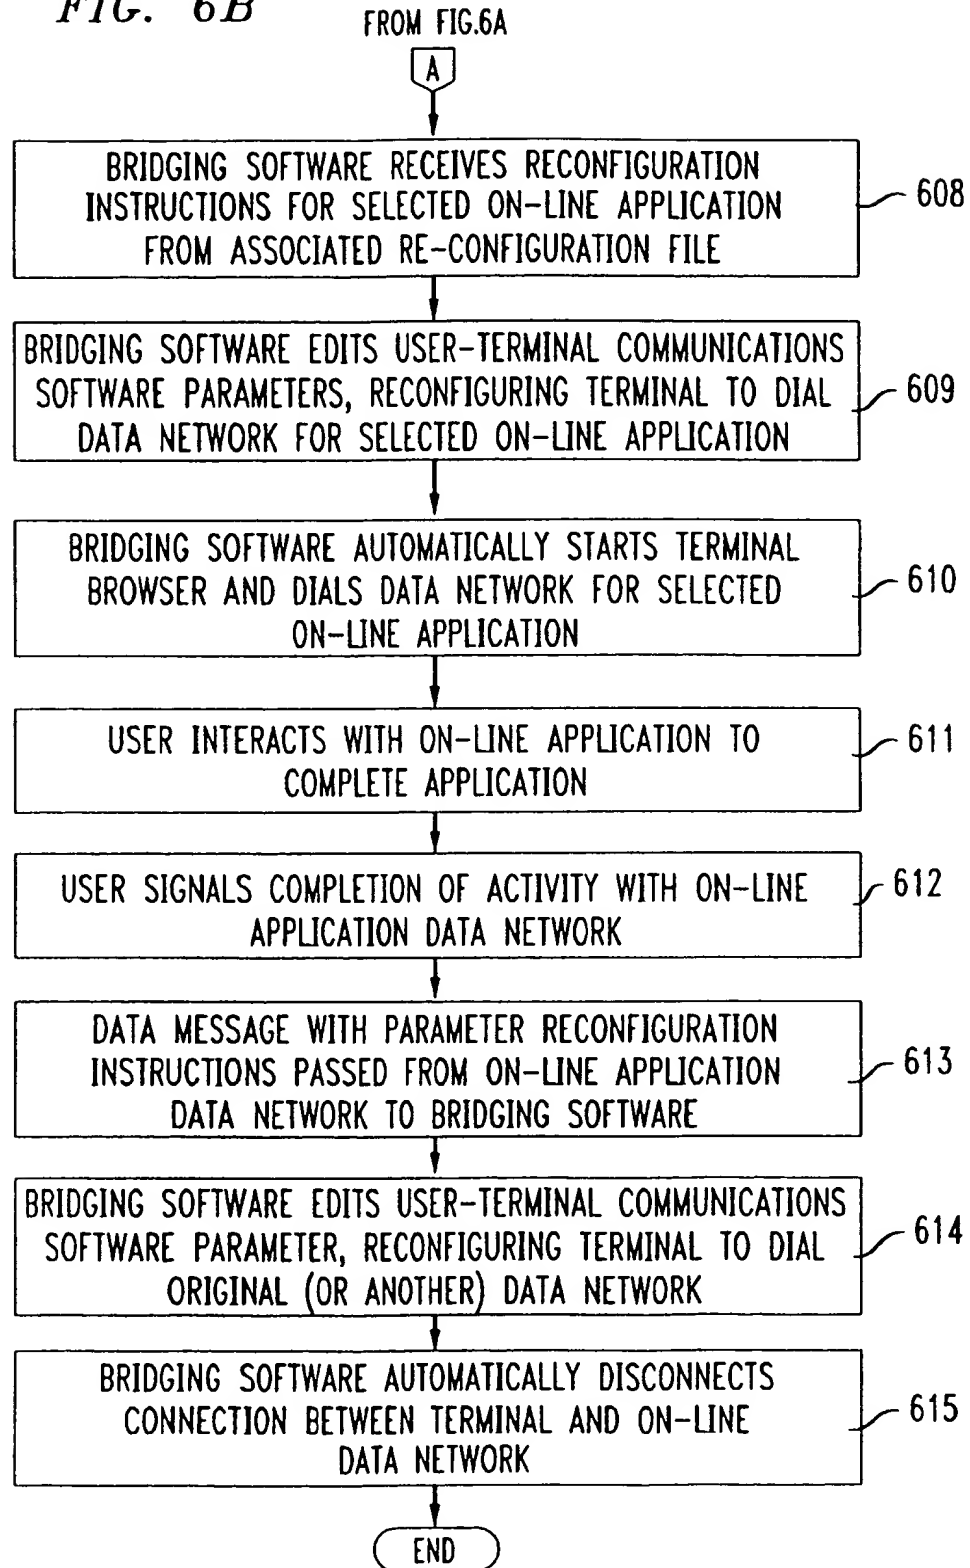 FIG. 6B
FROM FIG.6A
A
BRIDGING SOFTWARE RECEIVES RECONFIGURATION
INSTRUCTIONS FOR SELECTED ON-LINE APPLICATION
FROM ASSOCIATED RE-CONFIGURATION FILE
608
BRIDGING SOFTWARE EDITS USER-TERMINAL COMMUNICATIONS
SOFTWARE PARAMETERS, RECONFIGURING TERMINAL TO DIAL
DATA NETWORK FOR SELECTED ON-LINE APPLICATION
609
BRIDGING SOFTWARE AUTOMATICALLY STARTS TERMINAL
BROWSER AND DIALS DATA NETWORK FOR SELECTED
ON-LINE APPLICATION
610
USER INTERACTS WITH ON-LINE APPLICATION TO
COMPLETE APPLICATION
611
USER SIGNALS COMPLETION OF ACTIVITY WITH ON-LINE
APPLICATION DATA NETWORK
612
DATA MESSAGE WITH PARAMETER RECONFIGURATION
INSTRUCTIONS PASSED FROM ON-LINE APPLICATION
DATA NETWORK TO BRIDGING SOFTWARE
613
BRIDGING SOFTWARE EDITS USER-TERMINAL COMMUNICATIONS
SOFTWARE PARAMETER, RECONFIGURING TERMINAL TO DIAL
ORIGINAL (OR ANOTHER) DATA NETWORK
614
BRIDGING SOFTWARE AUTOMATICALLY DISCONNECTS
CONNECTION BETWEEN TERMINAL AND ON-LINE
DATA NETWORK
615
END